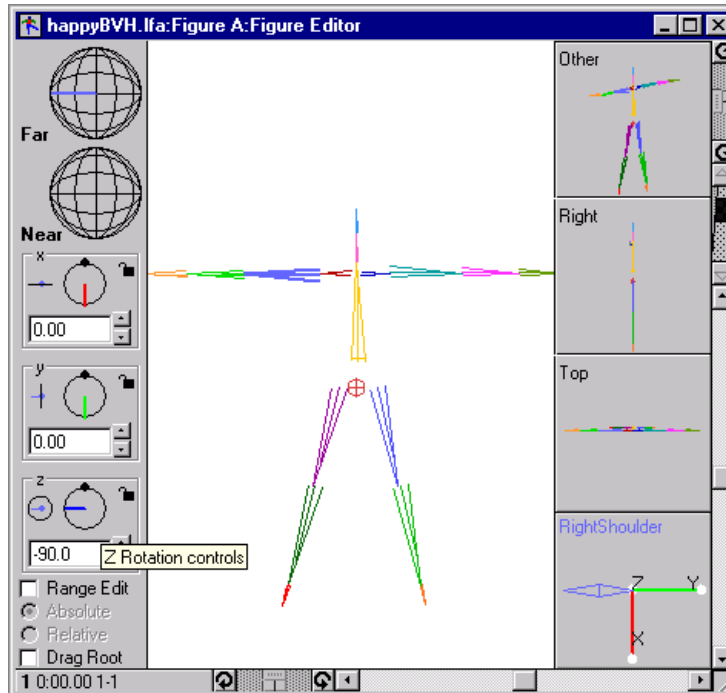 happyBVH.lfa:Figure A:Figure Editor
Far
Near
x
0.00
y
0.00
z
-90.0
Z Rotation controls
Range Edit
Absolute
Relative
Drag Root
1 0:00.00 1-1
Other
Right
Top
RightShoulder
Z
Y
X